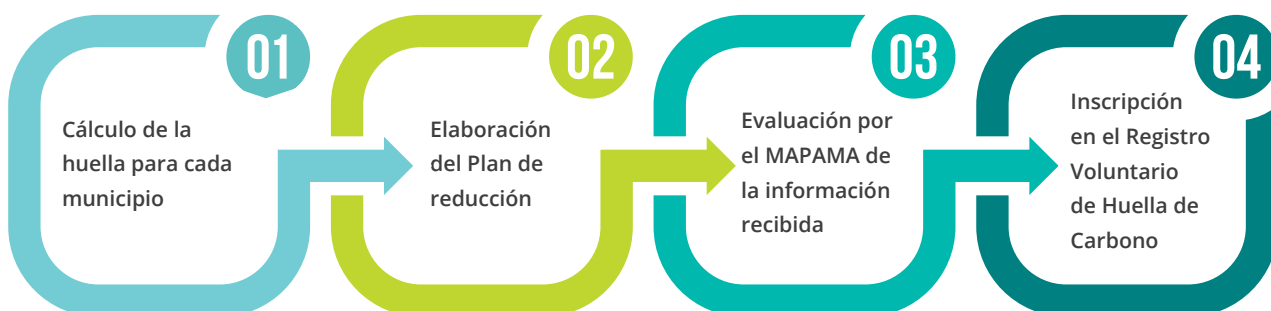 01
Cálculo de la
huella para cada
municipio
02
Elaboración
del Plan de
reducción
03
Evaluación por
el MAPAMA de
la información
recibida
04
Inscripción
en el Registro
Voluntario
de Huella de
Carbono